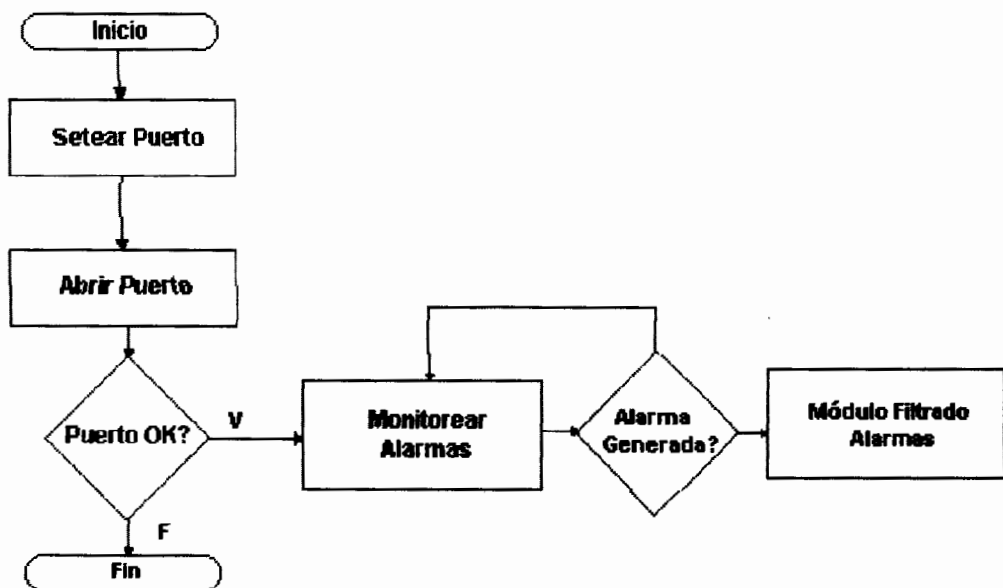 Inicio
Setear Puerto
Abrir Puerto
Puerto OK?
V
F
Fin
Monitorear
Alarmas
Alarma
Generada?
Módulo Filtrado
Alarmas